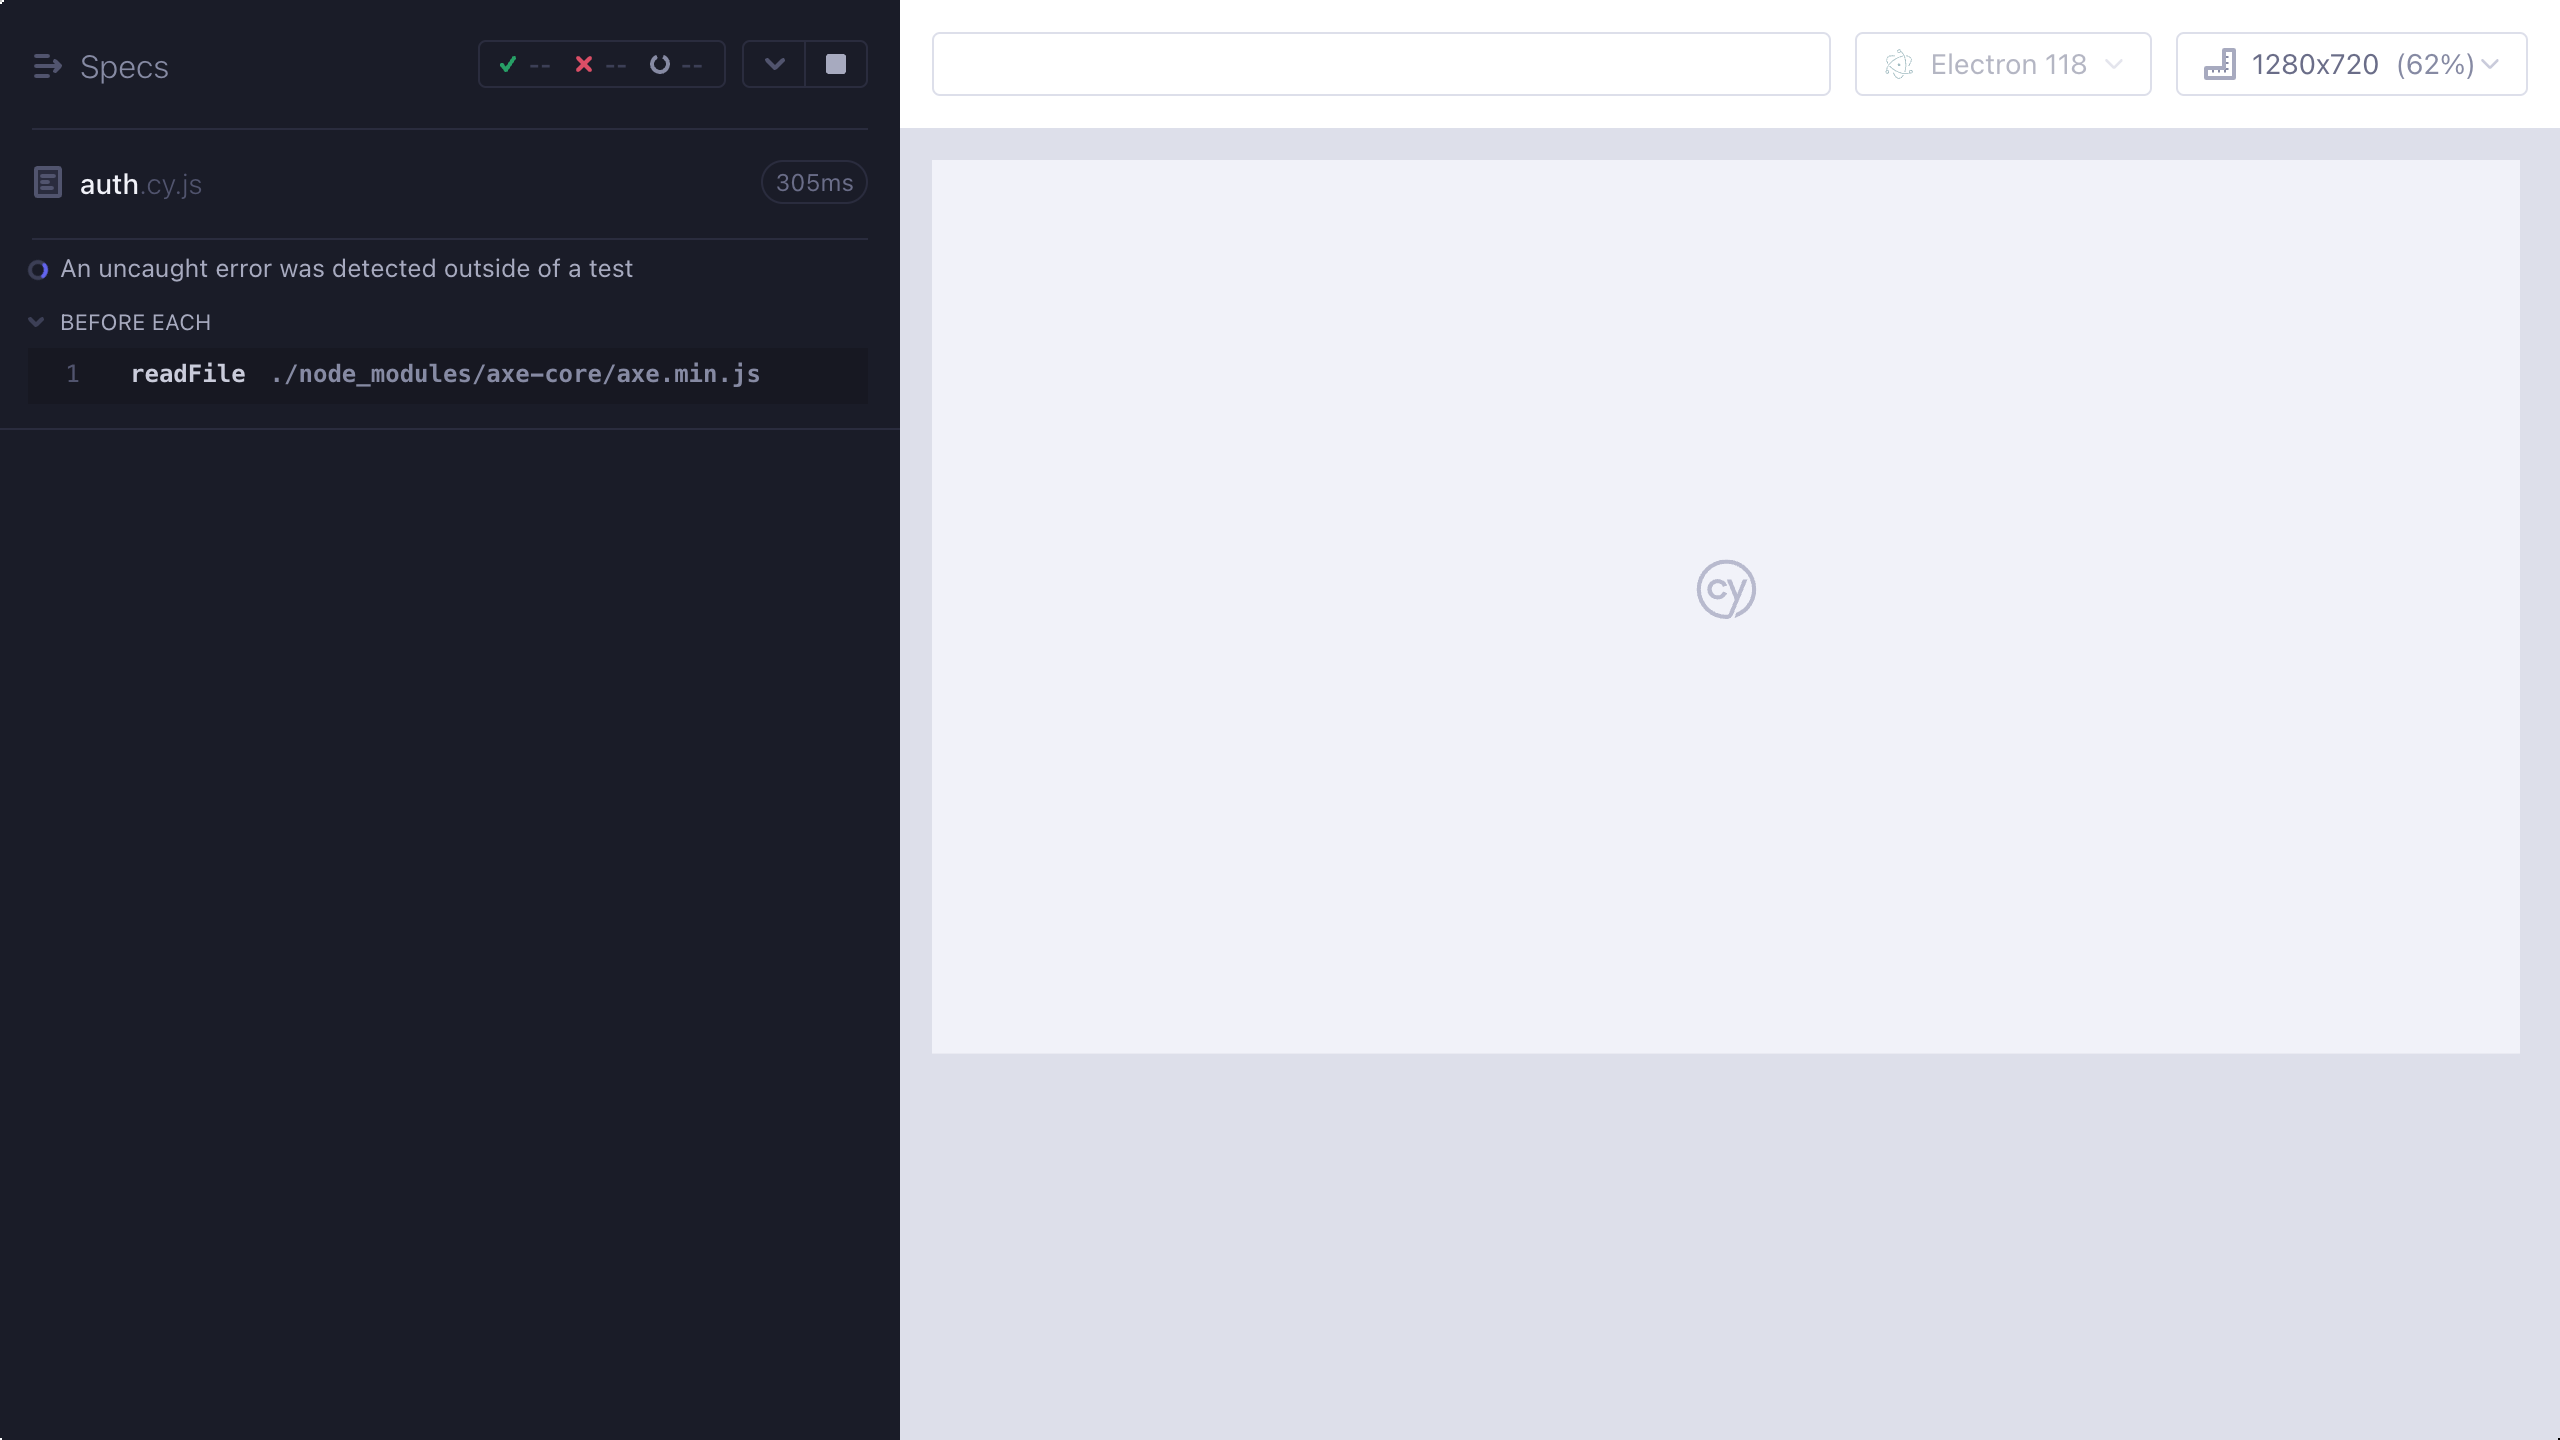 Specs
-- -- --
Electron 118
1280x720 (62%)
auth.cy.js
305ms
An uncaught error was detected outside of a test
BEFORE EACH
1 readFile ./node_modules/axe-core/axe.min.js
cy